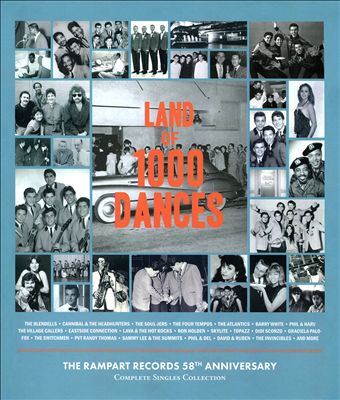 LAND
OF
1000
DANCES
THE BLENDELLS ★ CANNIBAL & THE HEADHUNTERS ★ THE SOUL JERS ★ THE FOUR TEMPOS ★ THE ATLANTICS ★ BARRY WHITE ★ PHIL & HARV
THE VILLAGE CALLERS ★ EASTSIDE CONNECTION ★ LAVA & THE HOT ROCKS ★ RON HOLDEN ★ SKYLITE ★ TOPAZZ ★ DIDI SCORZO ★ GRACIELA PALO-
FOX ★ THE SWITCHMEN ★ PVT RANDY THOMAS ★ SAMMY LEE & THE SUMMITS ★ PHIL & DEL ★ DAVID & RUBEN ★ THE INVINCIBLES ★ AND MORE
THE RAMPART RECORDS 58TH ANNIVERSARY
COMPLETE SINGLES COLLECTION